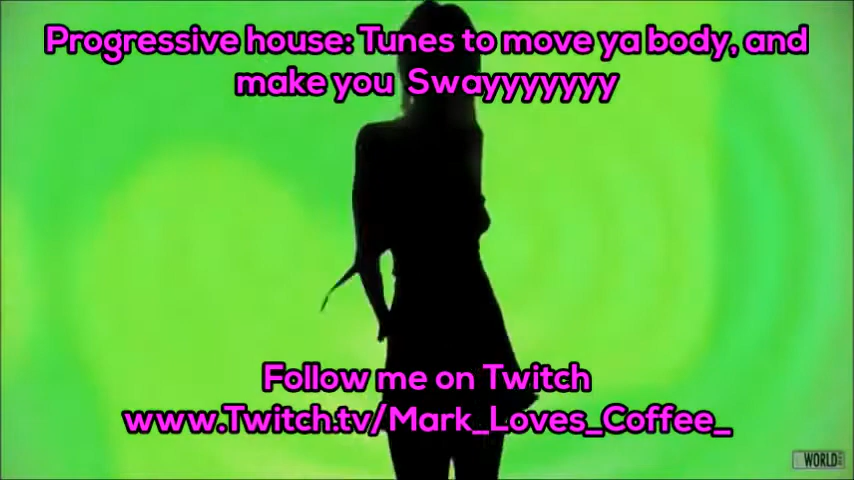 Progressive house: Tunes to move ya body, and
make you Swayyyyyyy
Follow me on Twitch
www.Twitch.tv/Mark_Loves_Coffee_
WORLD